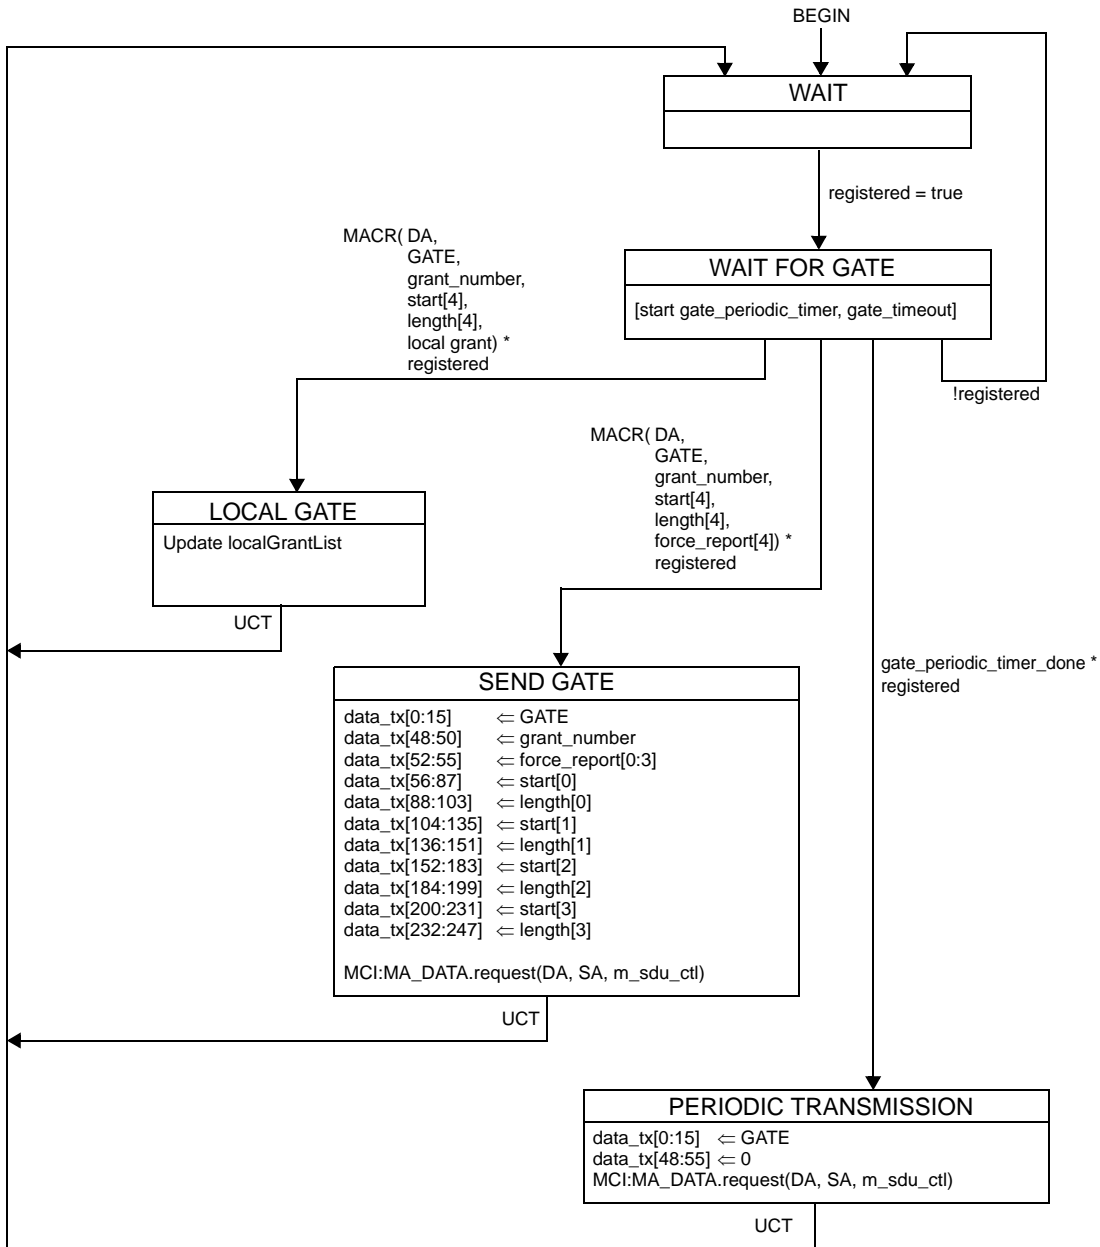 BEGIN
WAIT
registered = true
MACR( DA,
GATE,
grant_number,
start[4],
length[4],
local grant) *
registered
WAIT FOR GATE
[start gate_periodic_timer, gate_timeout]
!registered
MACR( DA,
GATE,
grant_number,
start[4],
length[4],
force_report[4]) *
registered
LOCAL GATE
Update localGrantList
UCT
gate_periodic_timer_done *
registered
SEND GATE
data_tx[0:15] ⇐ GATE
data_tx[48:50] ⇐ grant_number
data_tx[52:55] ⇐ force_report[0:3]
data_tx[56:87] ⇐ start[0]
data_tx[88:103] ⇐ length[0]
data_tx[104:135] ⇐ start[1]
data_tx[136:151] ⇐ length[1]
data_tx[152:183] ⇐ start[2]
data_tx[184:199] ⇐ length[2]
data_tx[200:231] ⇐ start[3]
data_tx[232:247] ⇐ length[3]
MCI:MA_DATA.request(DA, SA, m_sdu_ctl)
UCT
PERIODIC TRANSMISSION
data_tx[0:15] ⇐ GATE
data_tx[48:55] ⇐ 0
MCI:MA_DATA.request(DA, SA, m_sdu_ctl)
UCT